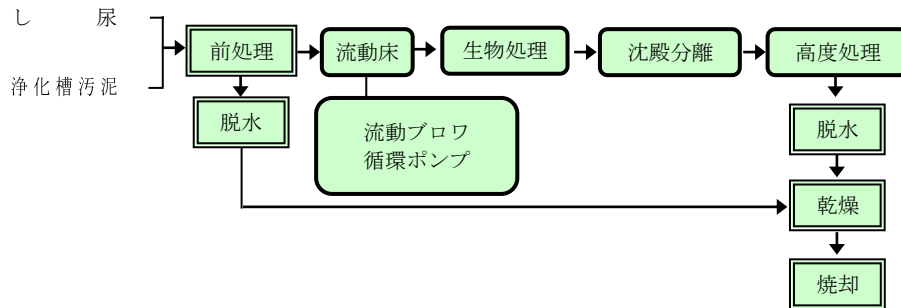 し 尿
浄化槽汚泥
前処理
流動床
生物処理
沈殿分離
高度処理
脱水
流動ブロワ
循環ポンプ
脱水
乾燥
焼却